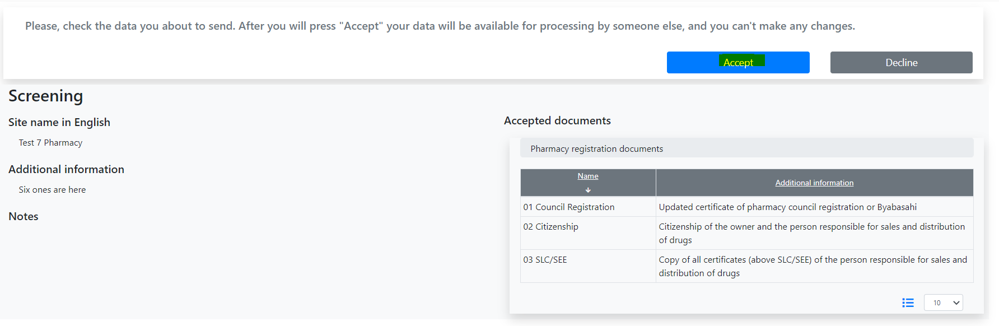 Please, check the data you about to send. After you will press "Accept" your data will be available for processing by someone else, and you can't make any changes.
Accept
Decline
Screening
Site name in English
Test 7 Pharmacy
Additional information
Six ones are here
Notes
Accepted documents
Pharmacy registration documents
Name
Additional information
01 Council Registration
Updated certificate of pharmacy council registration or Byabasahi
02 Citizenship
Citizenship of the owner and the person responsible for sales and distribution
of drugs
03 SLC/SEE
Copy of all certificates (above SLC/SEE) of the person responsible for sales and
distribution of drugs
10